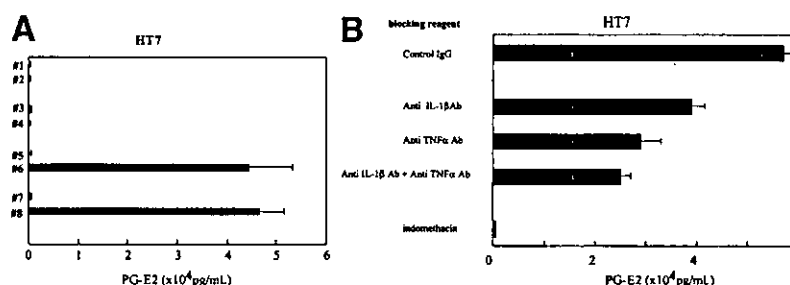 A
HT7
#1
#2
#3
#4
#5
#6
#7
#8
0 1 2 3 4 5 6
PG-E2 (x10⁴pg/mL)
B
blocking reagent
HT7
Control IgG
Anti IL-1βAb
Anti TNFα Ab
Anti IL-1β Ab + Anti TNFα Ab
indomethacin
0 2 4
PG-E2 (x10⁴pg/mL)